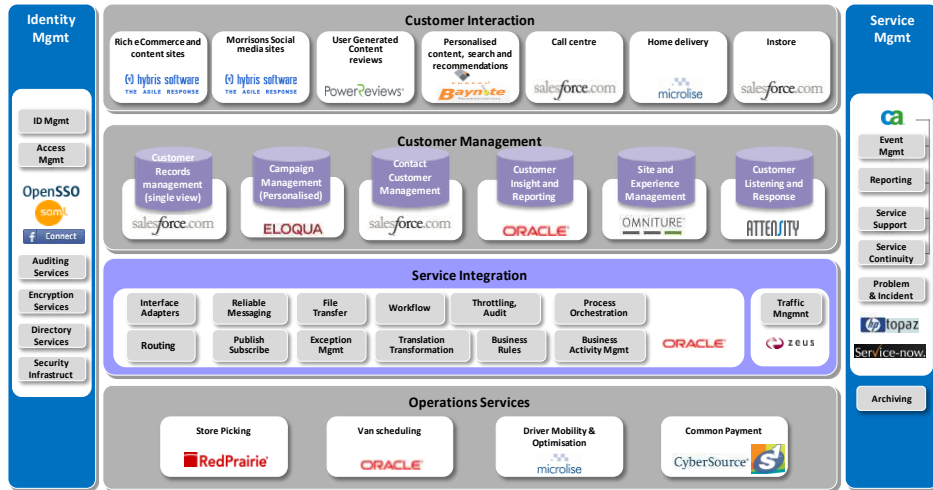 Identity
Mgmt
ID Mgmt
Access
Mgmt
OpenSSO
saml
f Connect
Auditing
Services
Encryption
Services
Directory
Services
Security
Infrastruct
Customer Interaction
Rich eCommerce and
content sites
(·) hybris software
THE AGILE RESPONSE
Morrisons Social
media sites
(·) hybris software
THE AGILE RESPONSE
User Generated
Content
reviews
PowerReviews
Personalised
content, search and
recommendations
Baynote
Call centre
salesforce.com
Home delivery
microlise
Instore
salesforce.com
Customer Management
Customer
Records
management
(single view)
salesforce.com
Campaign
Management
(Personalised)
ELOQUA
Contact
Customer
Management
salesforce.com
Customer
Insight and
Reporting
ORACLE
Site and
Experience
Management
OMNITURE
Customer
Listening and
Response
ATTENSITY
Service Integration
Interface
Adapters
Reliable
Messaging
File
Transfer
Workflow
Throttling,
Audit
Process
Orchestration
Routing
Publish
Subscribe
Exception
Mgmt
Translation
Transformation
Business
Rules
Business
Activity Mgmt
ORACLE
Traffic
Mngmnt
zeus
Operations Services
Store Picking
RedPrairie
Van scheduling
ORACLE
Driver Mobility &
Optimisation
microlise
Common Payment
CyberSource
S1
Service
Mgmt
ca
Event
Mgmt
Reporting
Service
Support
Service
Continuity
Problem
& Incident
hp topaz
Service-now.
Archiving